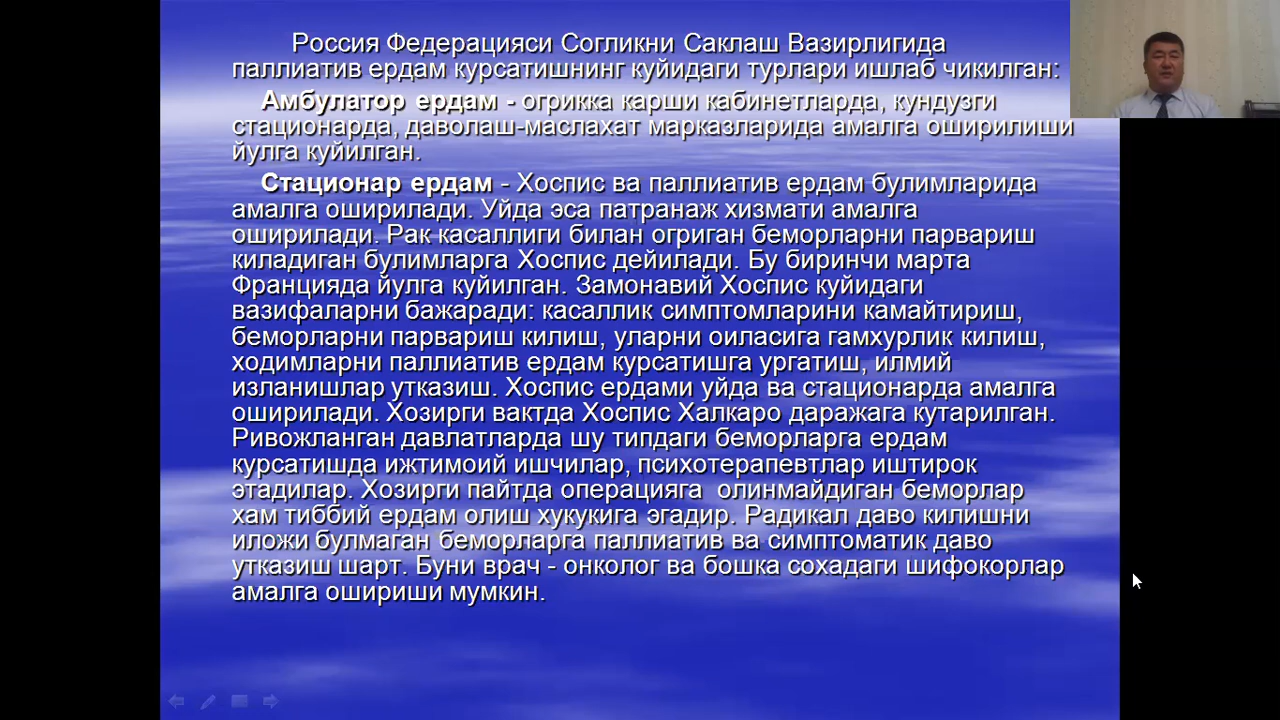 Россия Федерацияси Согликни Саклаш Вазирлигида
паллиатив ердам курсатишнинг куйидаги турлари ишлаб чикилган:
Амбулатор ердам - огрикка карши кабинетларда, кундузги
стационарда, даволаш-маслахат марказларида амалга оширилиши
йулга куйилган.
Стационар ердам - Хоспис ва паллиатив ердам булимларида
амалга оширилади. Уйда эса патранаж хизмати амалга
оширилади. Рак касаллиги билан огриган беморларни парвариш
киладиган булимларга Хоспис дейилади. Бу биринчи марта
Францияда йулга куйилган. Замонавий Хоспис куйидаги
вазифаларни бажаради: касаллик симптомларини камайтириш,
беморларни парвариш килиш, уларни оиласига гамхурлик килиш,
ходимларни паллиатив ердам курсатишга ургатиш, илмий
изланишлар утказиш. Хоспис ердами уйда ва стационарда амалга
оширилади. Хозирги вактда Хоспис Халкаро даражага кутарилган.
Ривожланган давлатларда шу типдаги беморларга ердам
курсатишда ижтимоий ишчилар, психотерапевтлар иштирок
этадилар. Хозирги пайтда операцияга олинмайдиган беморлар
хам тиббий ердам олиш хукукига эгадир. Радикал даво килишни
иложи булмаган беморларга паллиатив ва симптоматик даво
утказиш шарт. Буни врач - онколог ва бошка сохадаги шифокорлар
амалга ошириши мумкин.